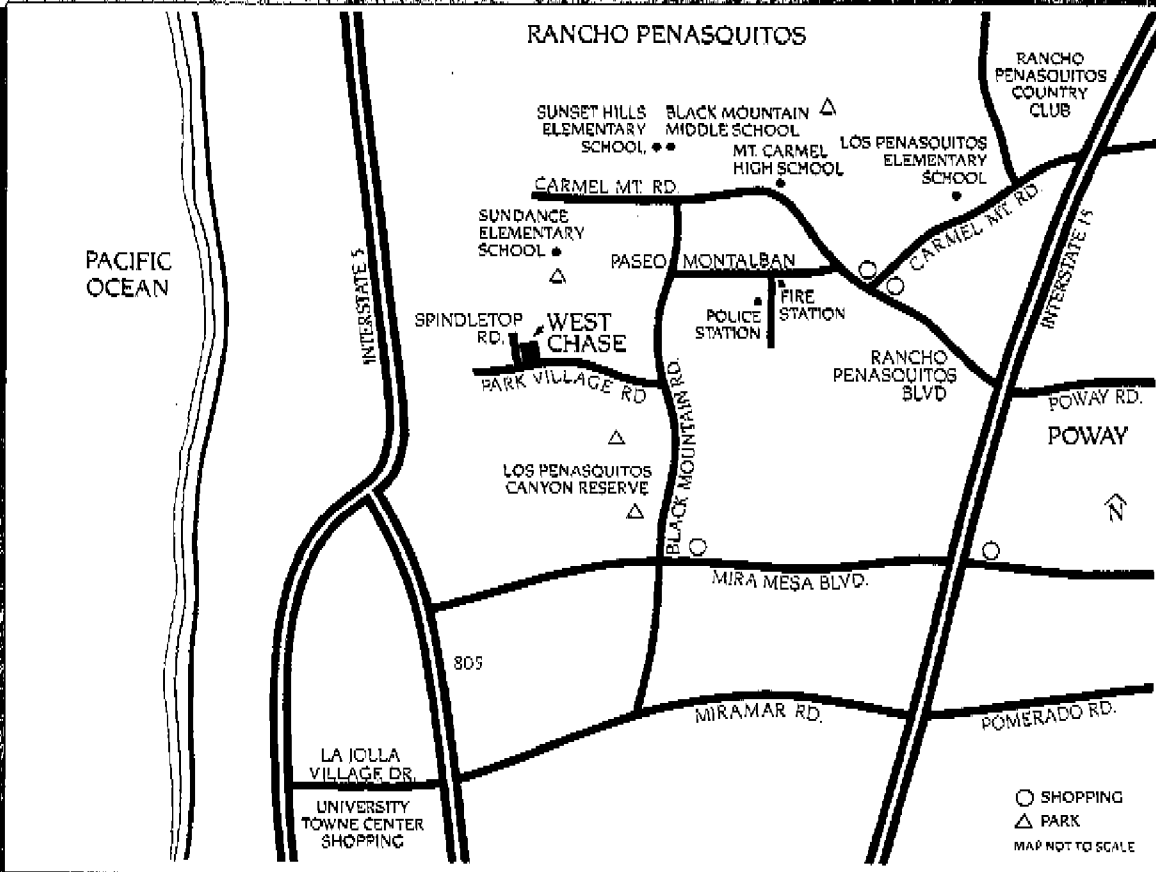 RANCHO PENASQUITOS
RANCHO
PENASQUITOS
COUNTRY
CLUB
SUNSET HILLS
ELEMENTARY
SCHOOL
BLACK MOUNTAIN
MIDDLE SCHOOL
MT. CARMEL
HIGH SCHOOL
LOS PENASQUITOS
ELEMENTARY
SCHOOL
CARMEL MT. RD.
CARMEL MT. RD.
SUNDANCE
ELEMENTARY
SCHOOL
PACIFIC
OCEAN
INTERSTATE 5
PASEO MONTALBAN
INTERSTATE 15
FIRE
STATION
POLICE
STATION
SPINDLETOP
RD.
WEST
CHASE
PARK VILLAGE RD
BLACK MOUNTAIN RD.
RANCHO
PENASQUITOS
BLVD
POWAY RD.
POWAY
LOS PENASQUITOS
CANYON RESERVE
N
MIRA MESA BLVD.
805
MIRAMAR RD.
POMERADO RD.
LA JOLLA
VILLAGE DR.
UNIVERSITY
TOWNE CENTER
SHOPPING
SHOPPING
PARK
MAP NOT TO SCALE